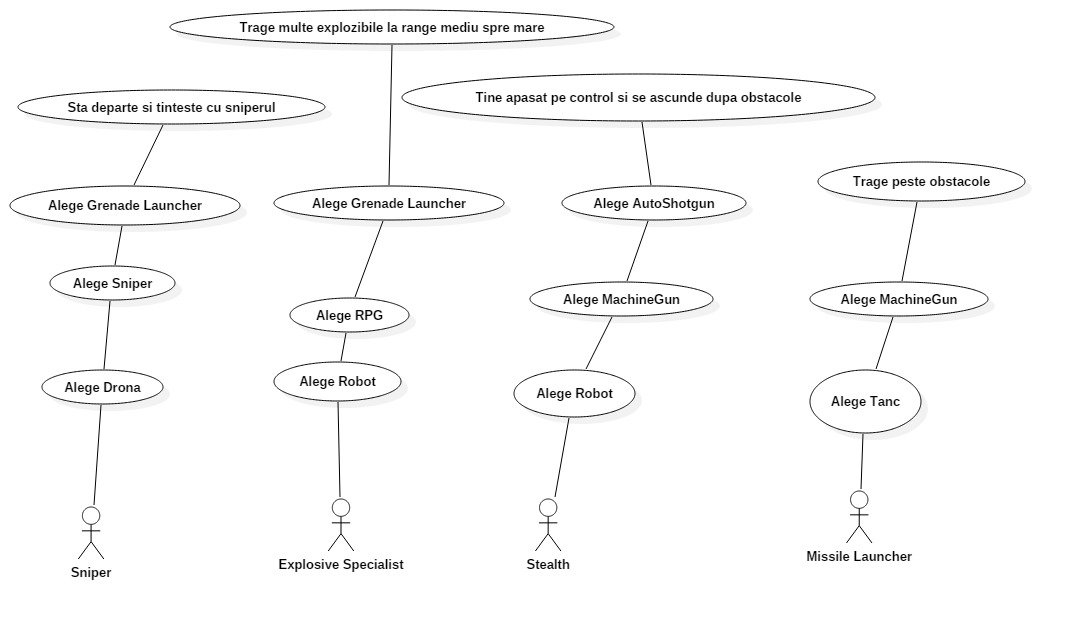 Trage multe explozibile la range mediu spre mare
Sta departe si tinteste cu sniperul
Tine apasat pe control si se ascunde dupa obstacole
Trage peste obstacole
Alege Grenade Launcher
Alege Grenade Launcher
Alege AutoShotgun
Alege Sniper
Alege RPG
Alege MachineGun
Alege MachineGun
Alege Drona
Alege Robot
Alege Robot
Alege Tanc
Sniper
Explosive Specialist
Stealth
Missile Launcher